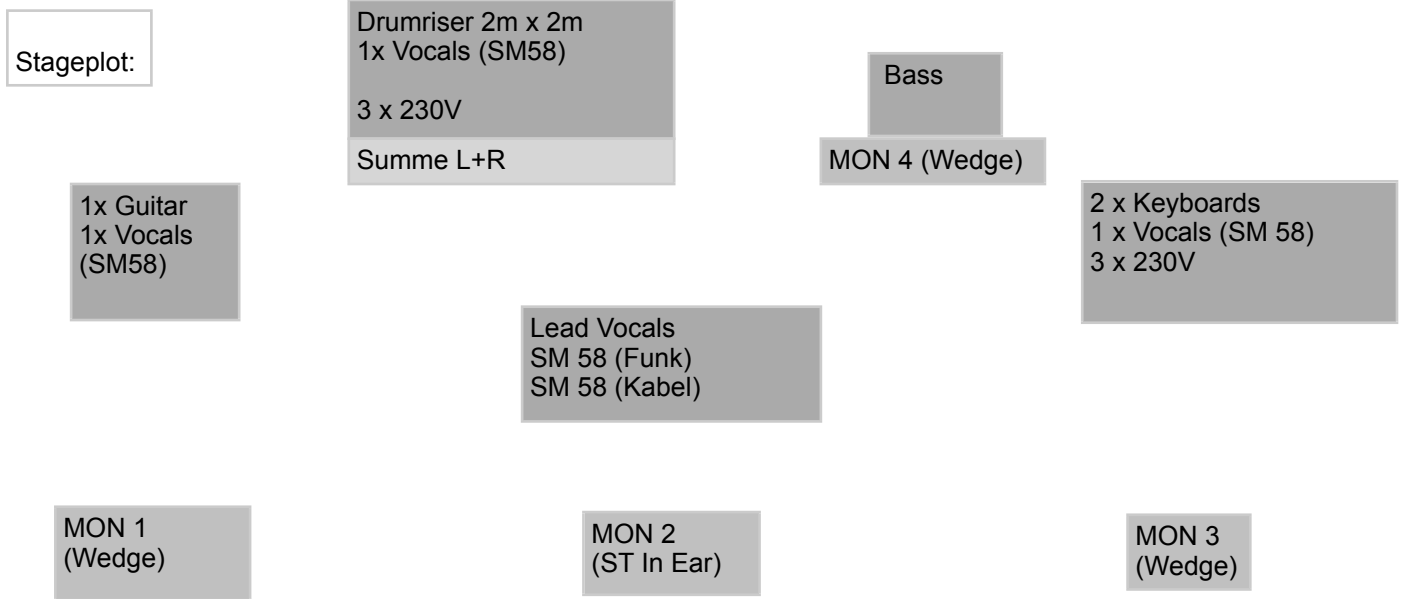 Stageplot:
Drumriser 2m x 2m
1x Vocals (SM58)
3 x 230V
Summe L+R
Bass
MON 4 (Wedge)
1x Guitar
1x Vocals
(SM58)
2 x Keyboards
1 x Vocals (SM 58)
3 x 230V
Lead Vocals
SM 58 (Funk)
SM 58 (Kabel)
MON 1
(Wedge)
MON 2
(ST In Ear)
MON 3
(Wedge)